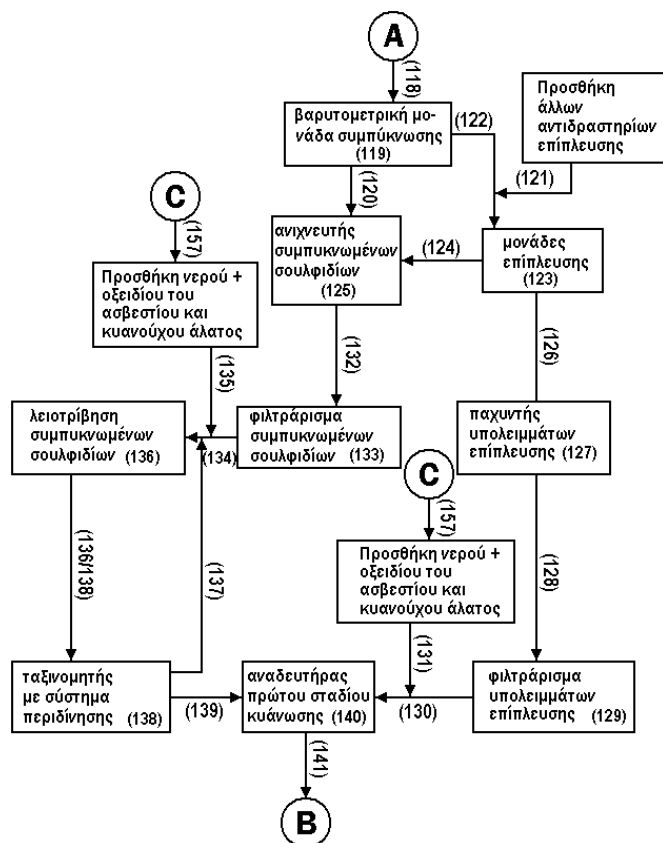 A
(118)
βαρυτομετρική μο-
νάδα συμπύκνωσης
(119)
(122)
Προσθήκη
άλλων
αντιδραστηρίων
επίπλευσης
(121)
(120)
C
(157)
Προσθήκη νερού +
οξειδίου του
ασβεστίου και
κυανούχου άλατος
ανιχνευτής
συμπυκνωμένων
σουλφιδίων
(125)
(124)
μονάδες
επίπλευσης
(123)
(126)
(132)
(135)
λειοτρίβηση
συμπυκνωμένων
σουλφιδίων (136)
(134)
φιλτράρισμα
συμπυκνωμένων
σουλφιδίων (133)
παχυντής
υπολειμμάτων
επίπλευσης (127)
C
(157)
Προσθήκη νερού +
οξειδίου του
ασβεστίου και
κυανούχου άλατος
(136/138)
(137)
(128)
(131)
ταξινομητής
με σύστημα
περιδίνησης (138)
(139)
αναδευτήρας
πρώτου σταδίου
κυάνωσης (140)
(130)
φιλτράρισμα
υπολειμμάτων
επίπλευσης (129)
(141)
B